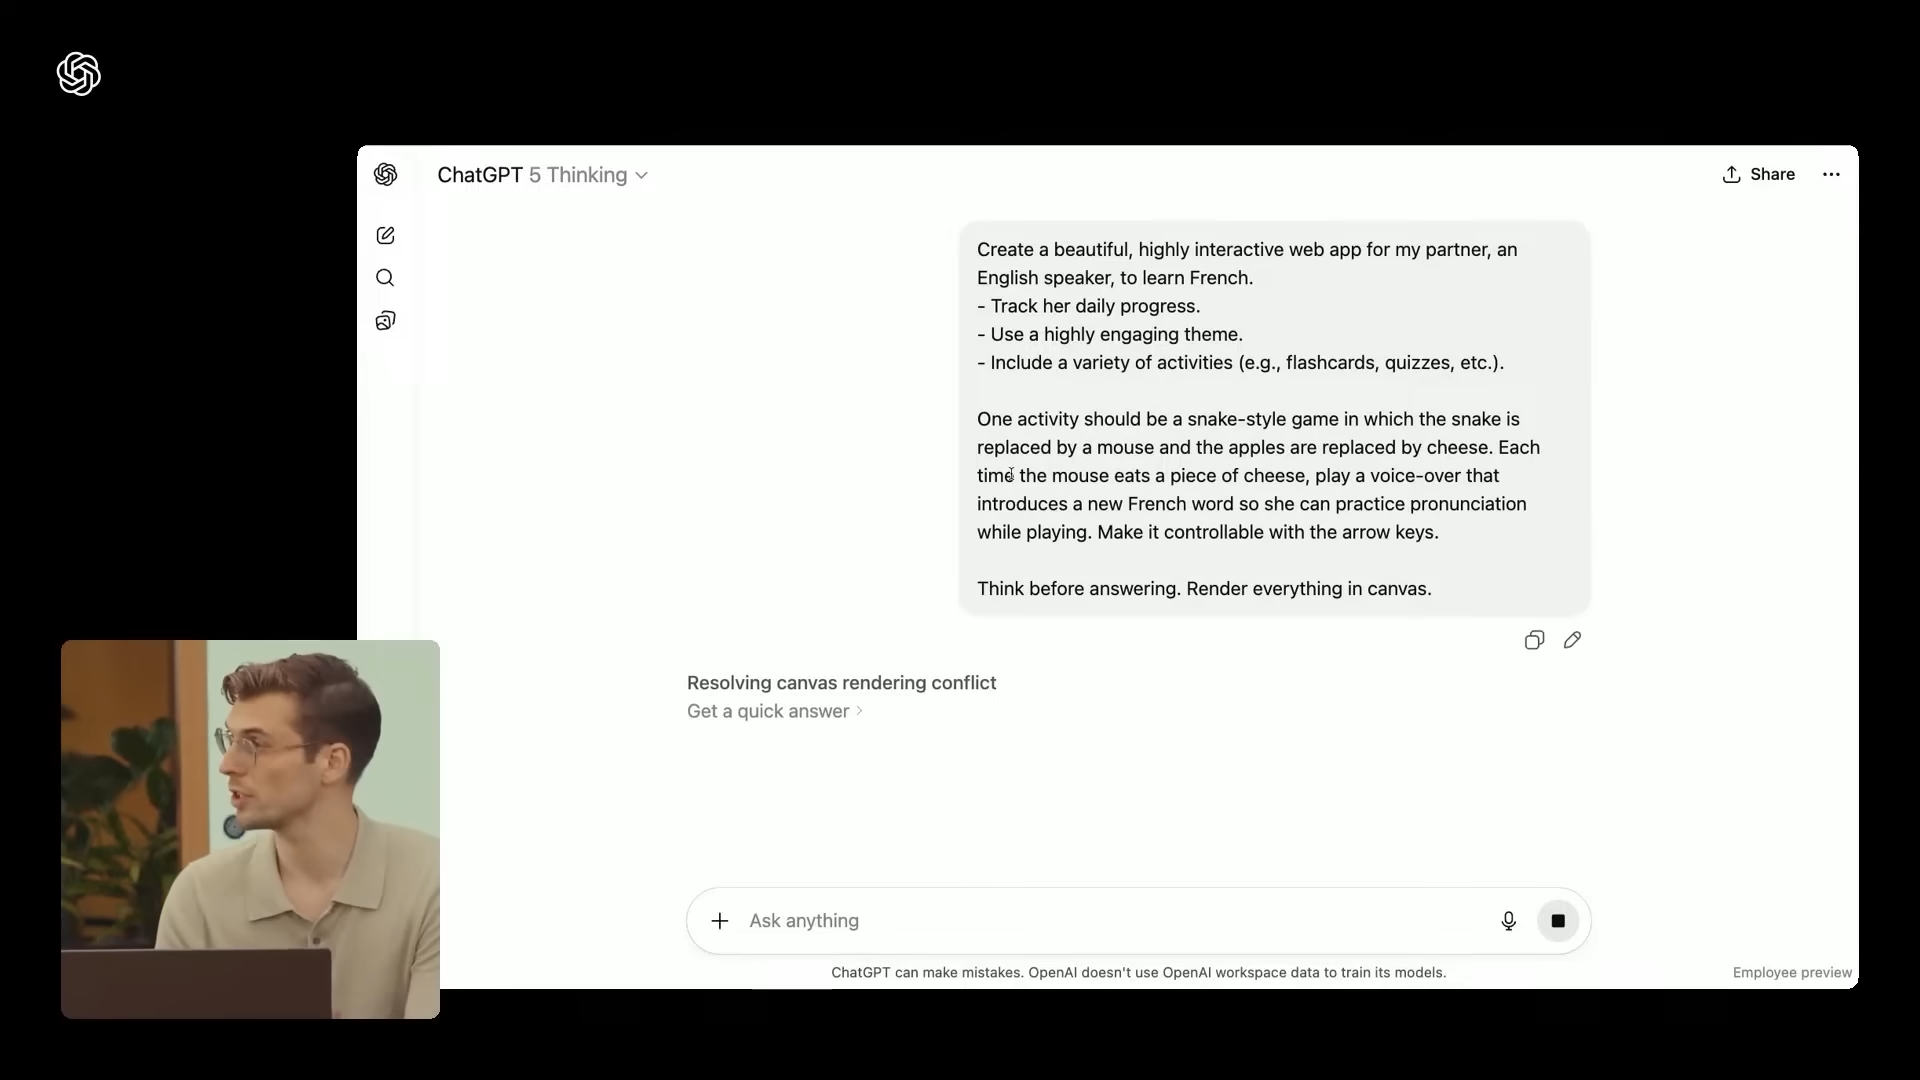 ChatGPT 5 Thinking
Share
Create a beautiful, highly interactive web app for my partner, an
English speaker, to learn French.
- Track her daily progress.
- Use a highly engaging theme.
- Include a variety of activities (e.g., flashcards, quizzes, etc.).
One activity should be a snake-style game in which the snake is
replaced by a mouse and the apples are replaced by cheese. Each
time the mouse eats a piece of cheese, play a voice-over that
introduces a new French word so she can practice pronunciation
while playing. Make it controllable with the arrow keys.
Think before answering. Render everything in canvas.
Resolving canvas rendering conflict
Get a quick answer
Ask anything
ChatGPT can make mistakes. OpenAI doesn't use OpenAI workspace data to train its models.
Employee preview